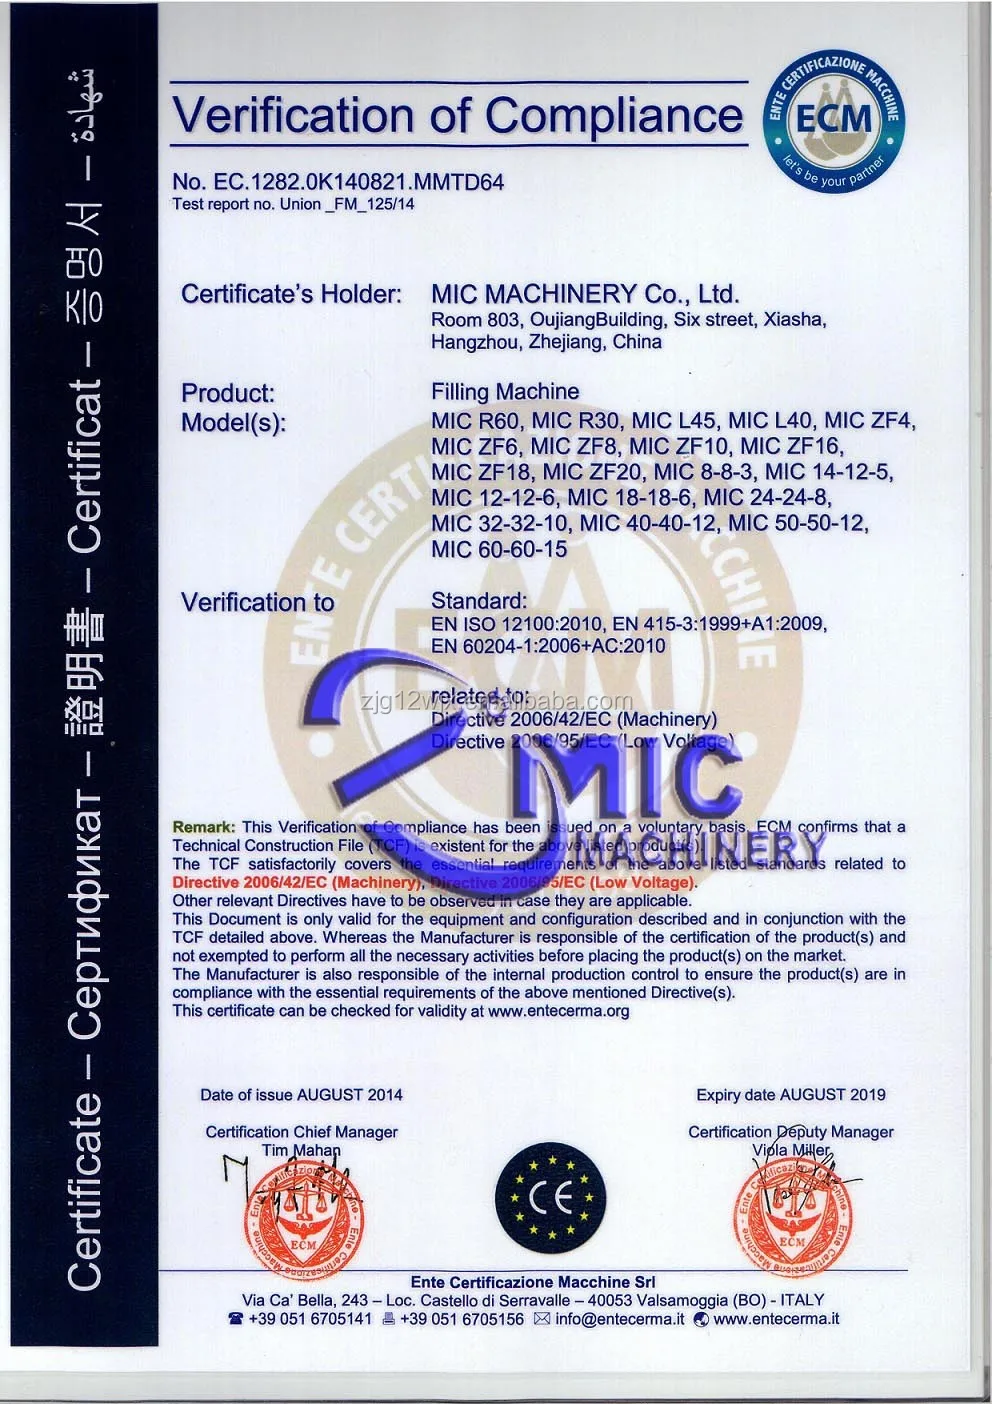 Certificate – Сертификат – 證明書 – Certificat – 증명서 – شهادة
ENTE CERTIFICAZIONE MACCHINE
ECM
let's be your partner
Verification of Compliance
No. EC.1282.0K140821.MMTD64
Test report no. Union _FM_125/14
Certificate's Holder: MIC MACHINERY Co., Ltd.
Room 803, OujiangBuilding, Six street, Xiasha,
Hangzhou, Zhejiang, China
Product: Filling Machine
Model(s): MIC R60, MIC R30, MIC L45, MIC L40, MIC ZF4,
MIC ZF6, MIC ZF8, MIC ZF10, MIC ZF16,
MIC ZF18, MIC ZF20, MIC 8-8-3, MIC 14-12-5,
MIC 12-12-6, MIC 18-18-6, MIC 24-24-8,
MIC 32-32-10, MIC 40-40-12, MIC 50-50-12,
MIC 60-60-15
Verification to Standard:
EN ISO 12100:2010, EN 415-3:1999+A1:2009,
EN 60204-1:2006+AC:2010
related to:
Directive 2006/42/EC (Machinery)
Directive 2006/95/EC (Low Voltage)
MIC
MACHINERY
Remark: This Verification of Compliance has been issued on a voluntary basis. ECM confirms that a
Technical Construction File (TCF) is existent for the above listed product(s).
The TCF satisfactorily covers the essential requirements of the above listed standards related to
Directive 2006/42/EC (Machinery), Directive 2006/95/EC (Low Voltage).
Other relevant Directives have to be observed in case they are applicable.
This Document is only valid for the equipment and configuration described and in conjunction with the
TCF detailed above. Whereas the Manufacturer is responsible of the certification of the product(s) and
not exempted to perform all the necessary activities before placing the product(s) on the market.
The Manufacturer is also responsible of the internal production control to ensure the product(s) are in
compliance with the essential requirements of the above mentioned Directive(s).
This certificate can be checked for validity at www.entecerma.org
Date of issue AUGUST 2014
Expiry date AUGUST 2019
Certification Chief Manager
Tim Mahan
Certification Deputy Manager
Viola Miller
Ente Certificazione Macchine
ECM
CE
Ente Certificazione Macchine
ECM
Ente Certificazione Macchine Srl
Via Ca' Bella, 243 – Loc. Castello di Serravalle – 40053 Valsamoggia (BO) - ITALY
+39 051 6705141 +39 051 6705156 info@entecerma.it www.entecerma.it